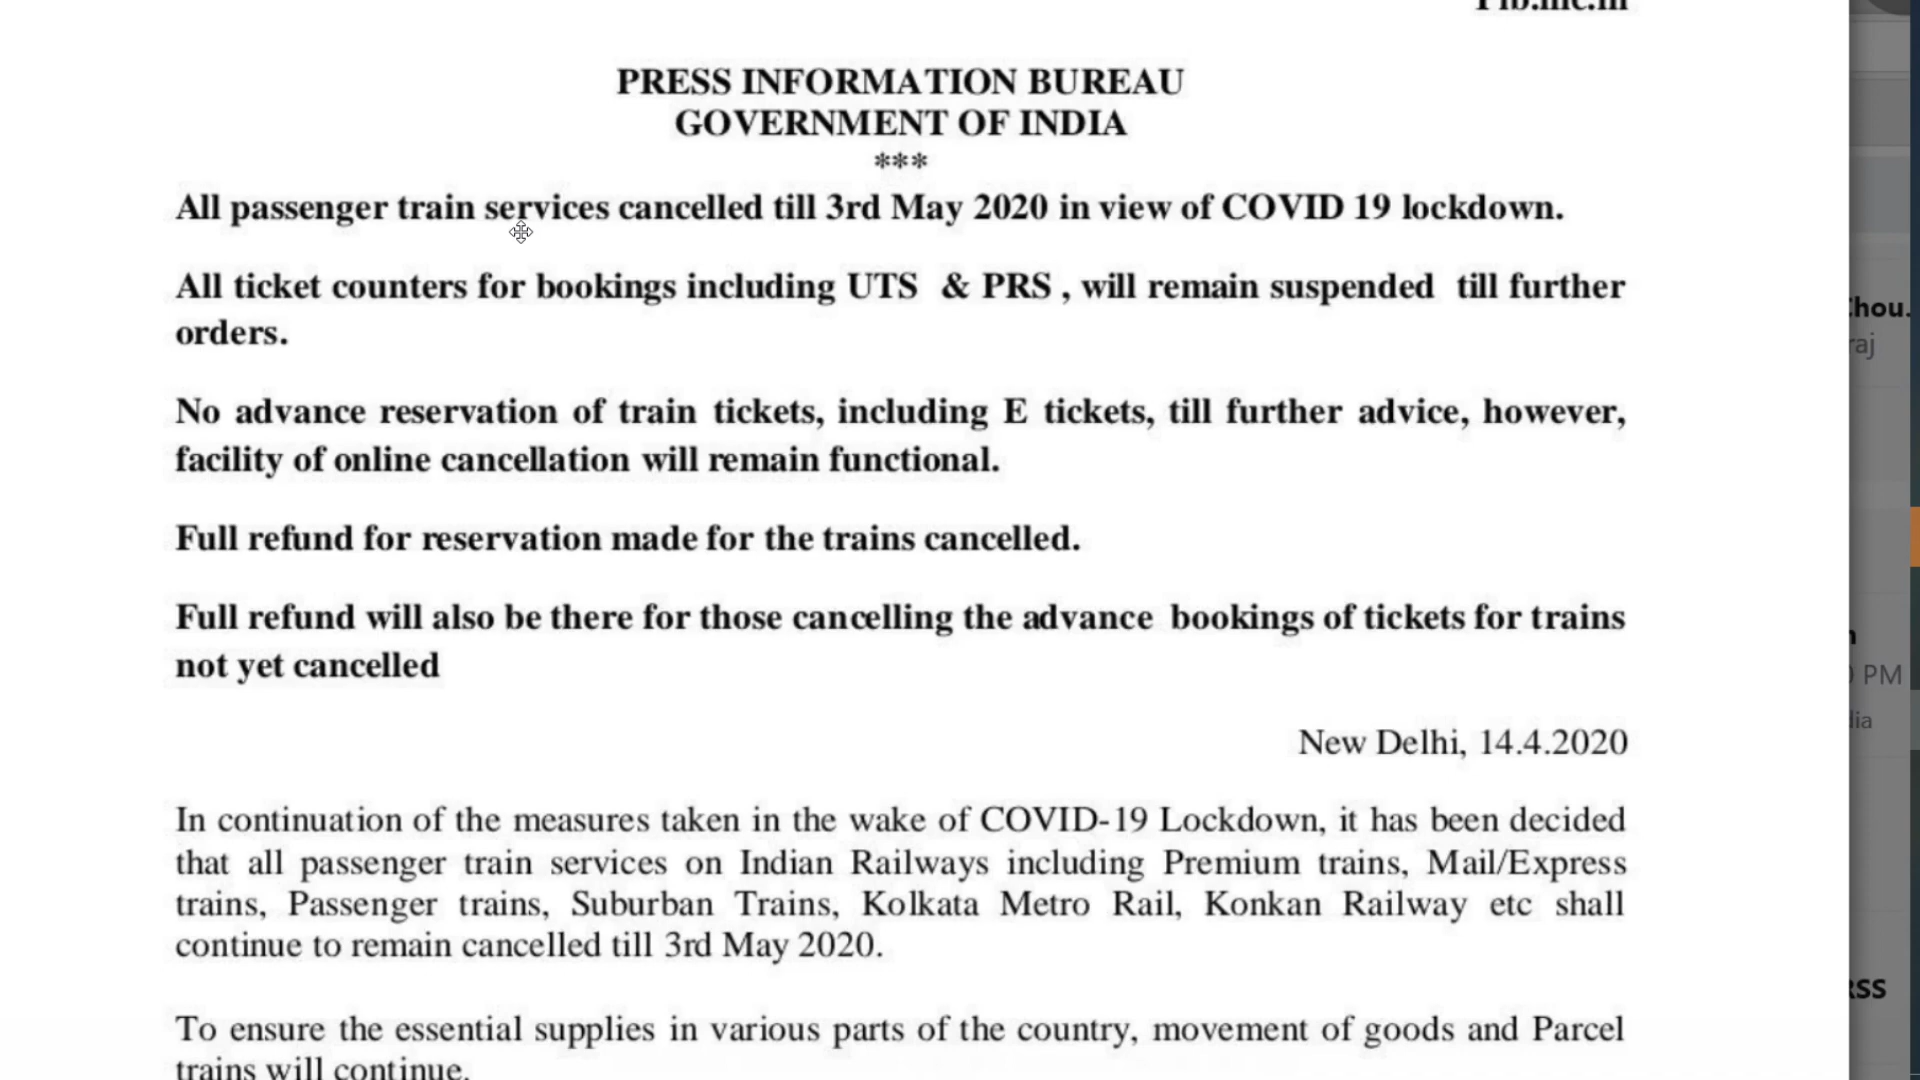 PRESS INFORMATION BUREAU
GOVERNMENT OF INDIA
***
All passenger train services cancelled till 3rd May 2020 in view of COVID 19 lockdown.
All ticket counters for bookings including UTS & PRS , will remain suspended till further
orders.
No advance reservation of train tickets, including E tickets, till further advice, however,
facility of online cancellation will remain functional.
Full refund for reservation made for the trains cancelled.
Full refund will also be there for those cancelling the advance bookings of tickets for trains
not yet cancelled
New Delhi, 14.4.2020
In continuation of the measures taken in the wake of COVID-19 Lockdown, it has been decided
that all passenger train services on Indian Railways including Premium trains, Mail/Express
trains, Passenger trains, Suburban Trains, Kolkata Metro Rail, Konkan Railway etc shall
continue to remain cancelled till 3rd May 2020.
To ensure the essential supplies in various parts of the country, movement of goods and Parcel
trains will continue.
PM